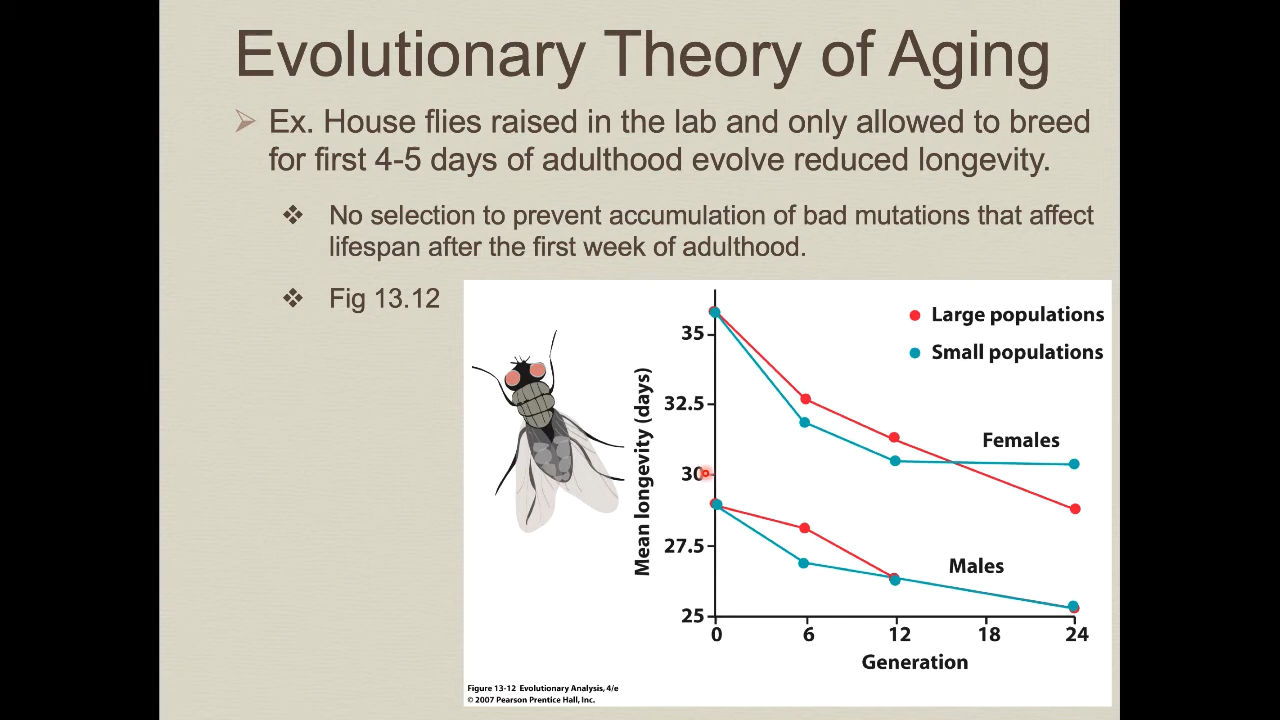 Evolutionary Theory of Aging
Ex. House flies raised in the lab and only allowed to breed
for first 4-5 days of adulthood evolve reduced longevity.
No selection to prevent accumulation of bad mutations that affect
lifespan after the first week of adulthood.
Fig 13.12
Large populations
Small populations
35
32.5
30
27.5
25
Mean longevity (days)
Females
Males
0 6 12 18 24
Generation
Figure 13-12 Evolutionary Analysis, 4/e
© 2007 Pearson Prentice Hall, Inc.